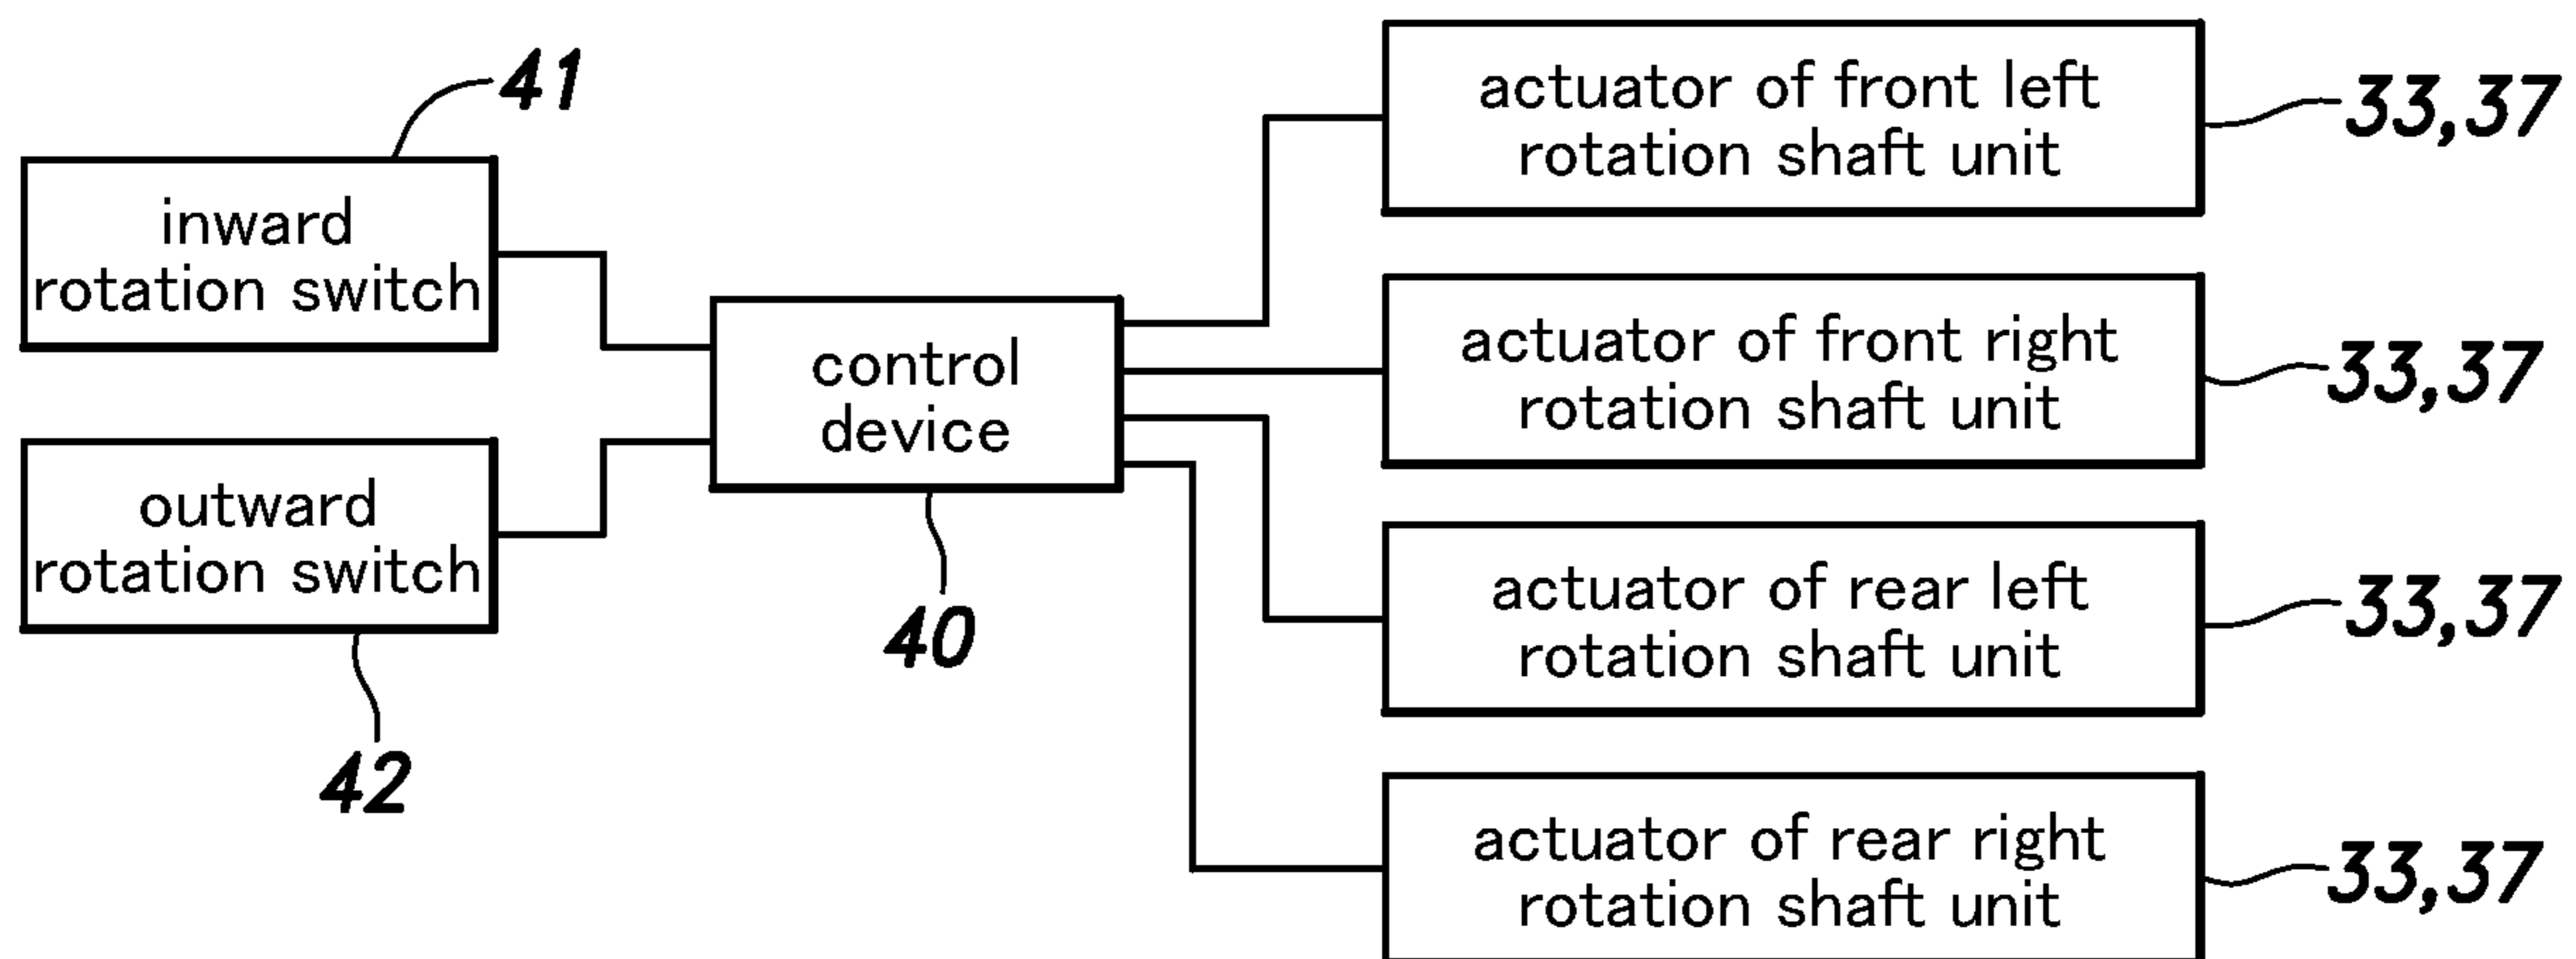 41
inward
rotation switch
outward
rotation switch
42
control
device
40
actuator of front left
rotation shaft unit
33,37
actuator of front right
rotation shaft unit
33,37
actuator of rear left
rotation shaft unit
33,37
actuator of rear right
rotation shaft unit
33,37